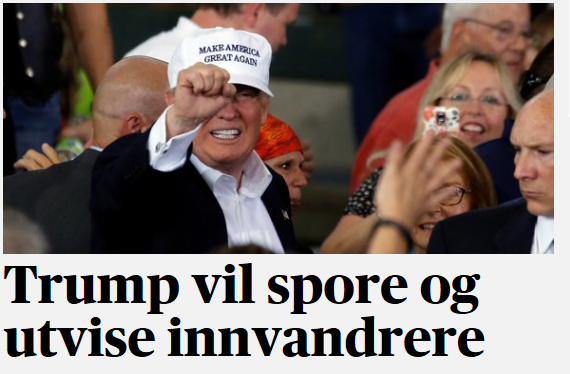 MAKE AMERICA
GREAT AGAIN
Trump vil spore og
utvise innvandrere